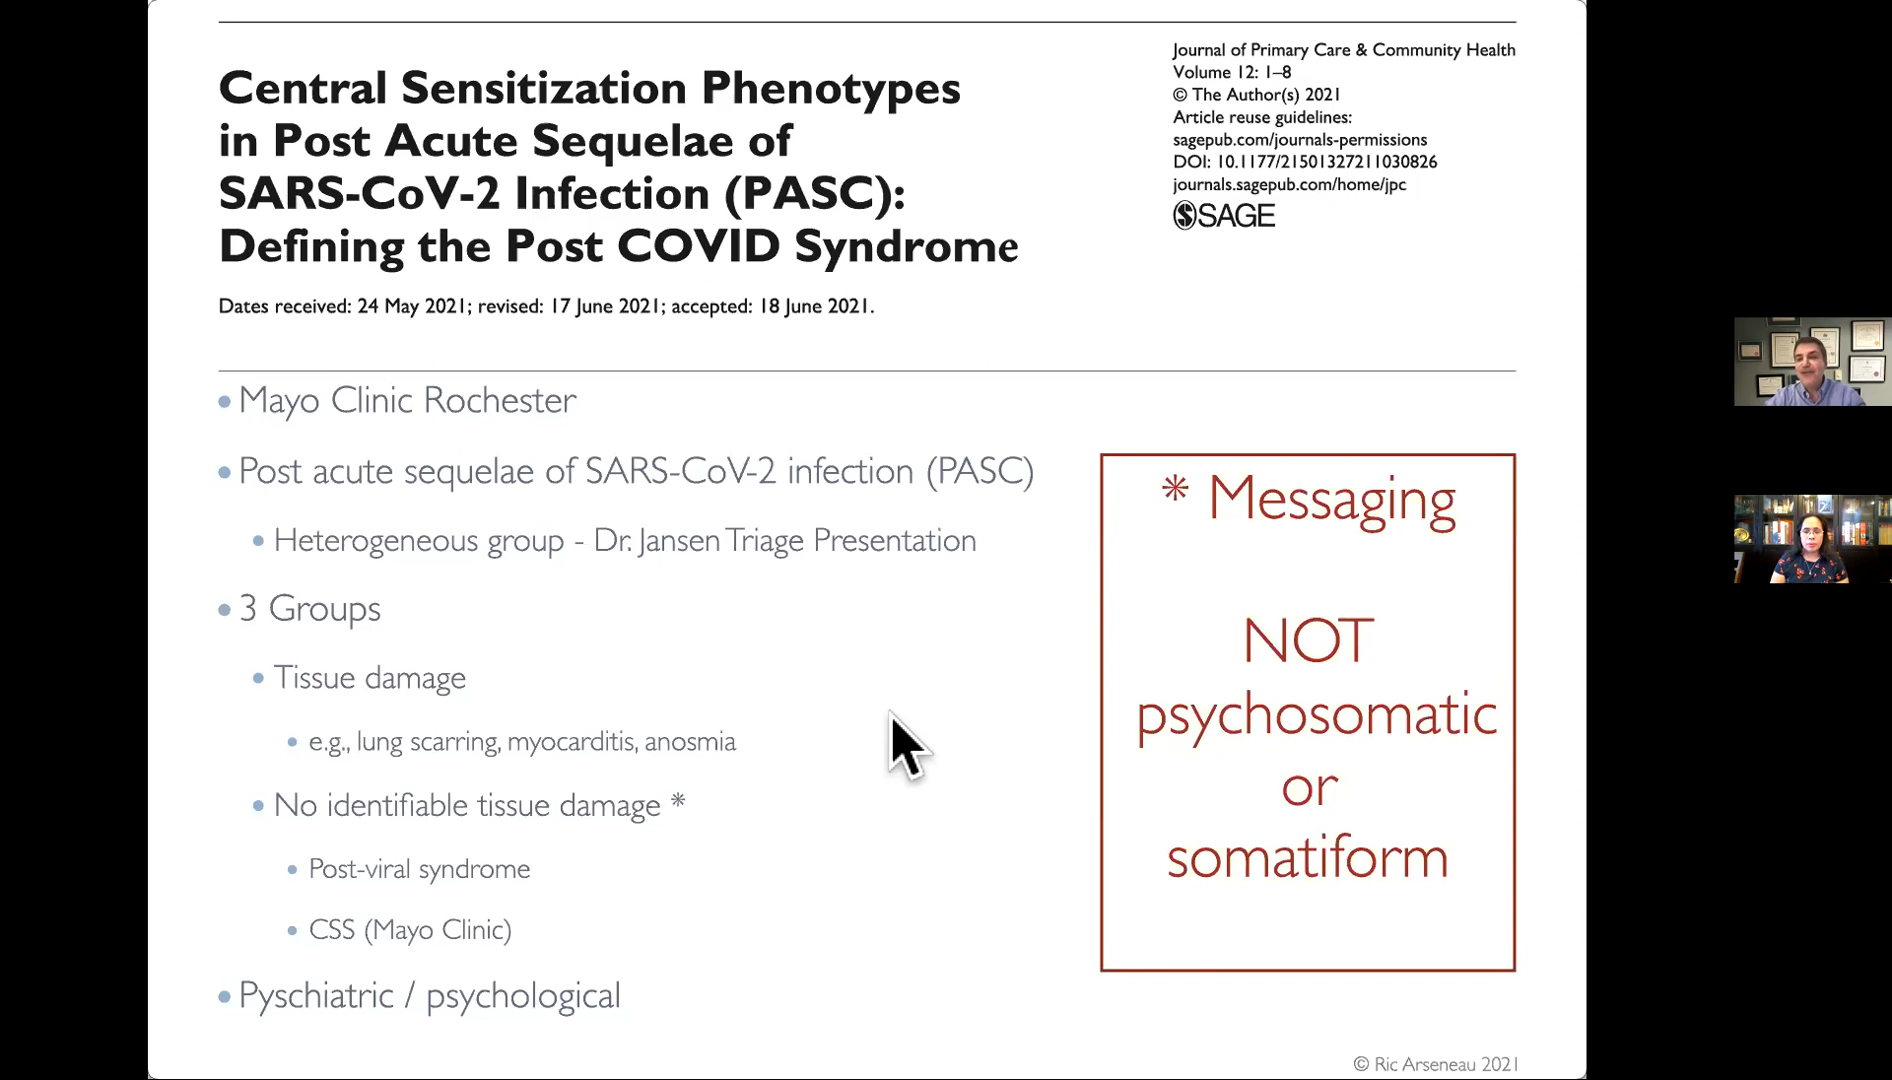 Central Sensitization Phenotypes
in Post Acute Sequelae of
SARS-CoV-2 Infection (PASC):
Defining the Post COVID Syndrome
Dates received: 24 May 2021; revised: 17 June 2021; accepted: 18 June 2021.
Journal of Primary Care & Community Health
Volume 12: 1–8
© The Author(s) 2021
Article reuse guidelines:
sagepub.com/journals-permissions
DOI: 10.1177/21501327211030826
journals.sagepub.com/home/jpc
SAGE
• Mayo Clinic Rochester
• Post acute sequelae of SARS-CoV-2 infection (PASC)
• Heterogeneous group - Dr. Jansen Triage Presentation
• 3 Groups
• Tissue damage
• e.g., lung scarring, myocarditis, anosmia
• No identifiable tissue damage *
• Post-viral syndrome
• CSS (Mayo Clinic)
• Pyschiatric / psychological
* Messaging
NOT
psychosomatic
or
somatiform
© Ric Arseneau 2021